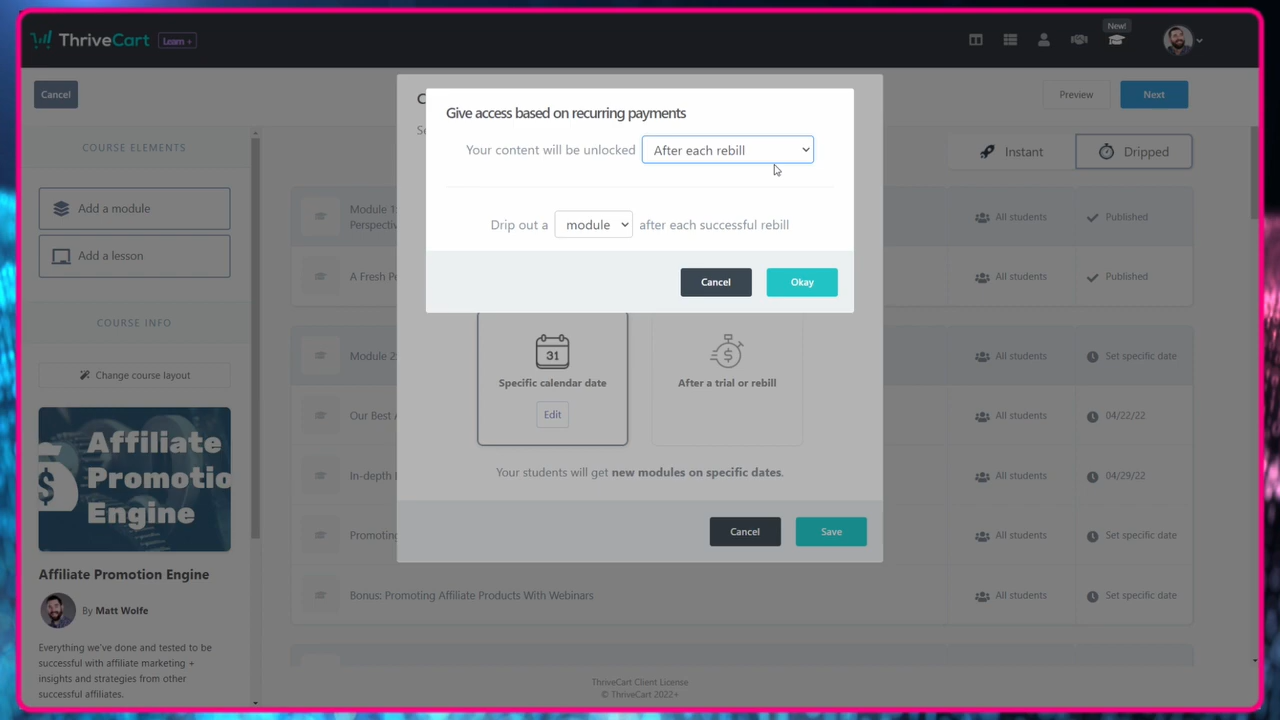 ThriveCart Learn +
New!
Cancel
Preview
Next
COURSE ELEMENTS
Add a module
Add a lesson
COURSE INFO
Change course layout
Affiliate
Promotio
Engine
Affiliate Promotion Engine
By Matt Wolfe
Everything we've done and tested to be
successful with affiliate marketing +
insights and strategies from other
successful affiliates.
Give access based on recurring payments
Your content will be unlocked After each rebill
Drip out a module after each successful rebill
Cancel
Okay
31
Specific calendar date
Edit
After a trial or rebill
Your students will get new modules on specific dates.
Cancel
Save
Instant
Dripped
Module 1:
Perspectiv
All students
Published
A Fresh Pe
All students
Published
Module 2:
All students
Set specific date
Our Best A
All students
04/22/22
In-depth
All students
04/29/22
Promoting
All students
Set specific date
Bonus: Promoting Affiliate Products With Webinars
All students
Set specific date
ThriveCart Client License
© ThriveCart 2022+